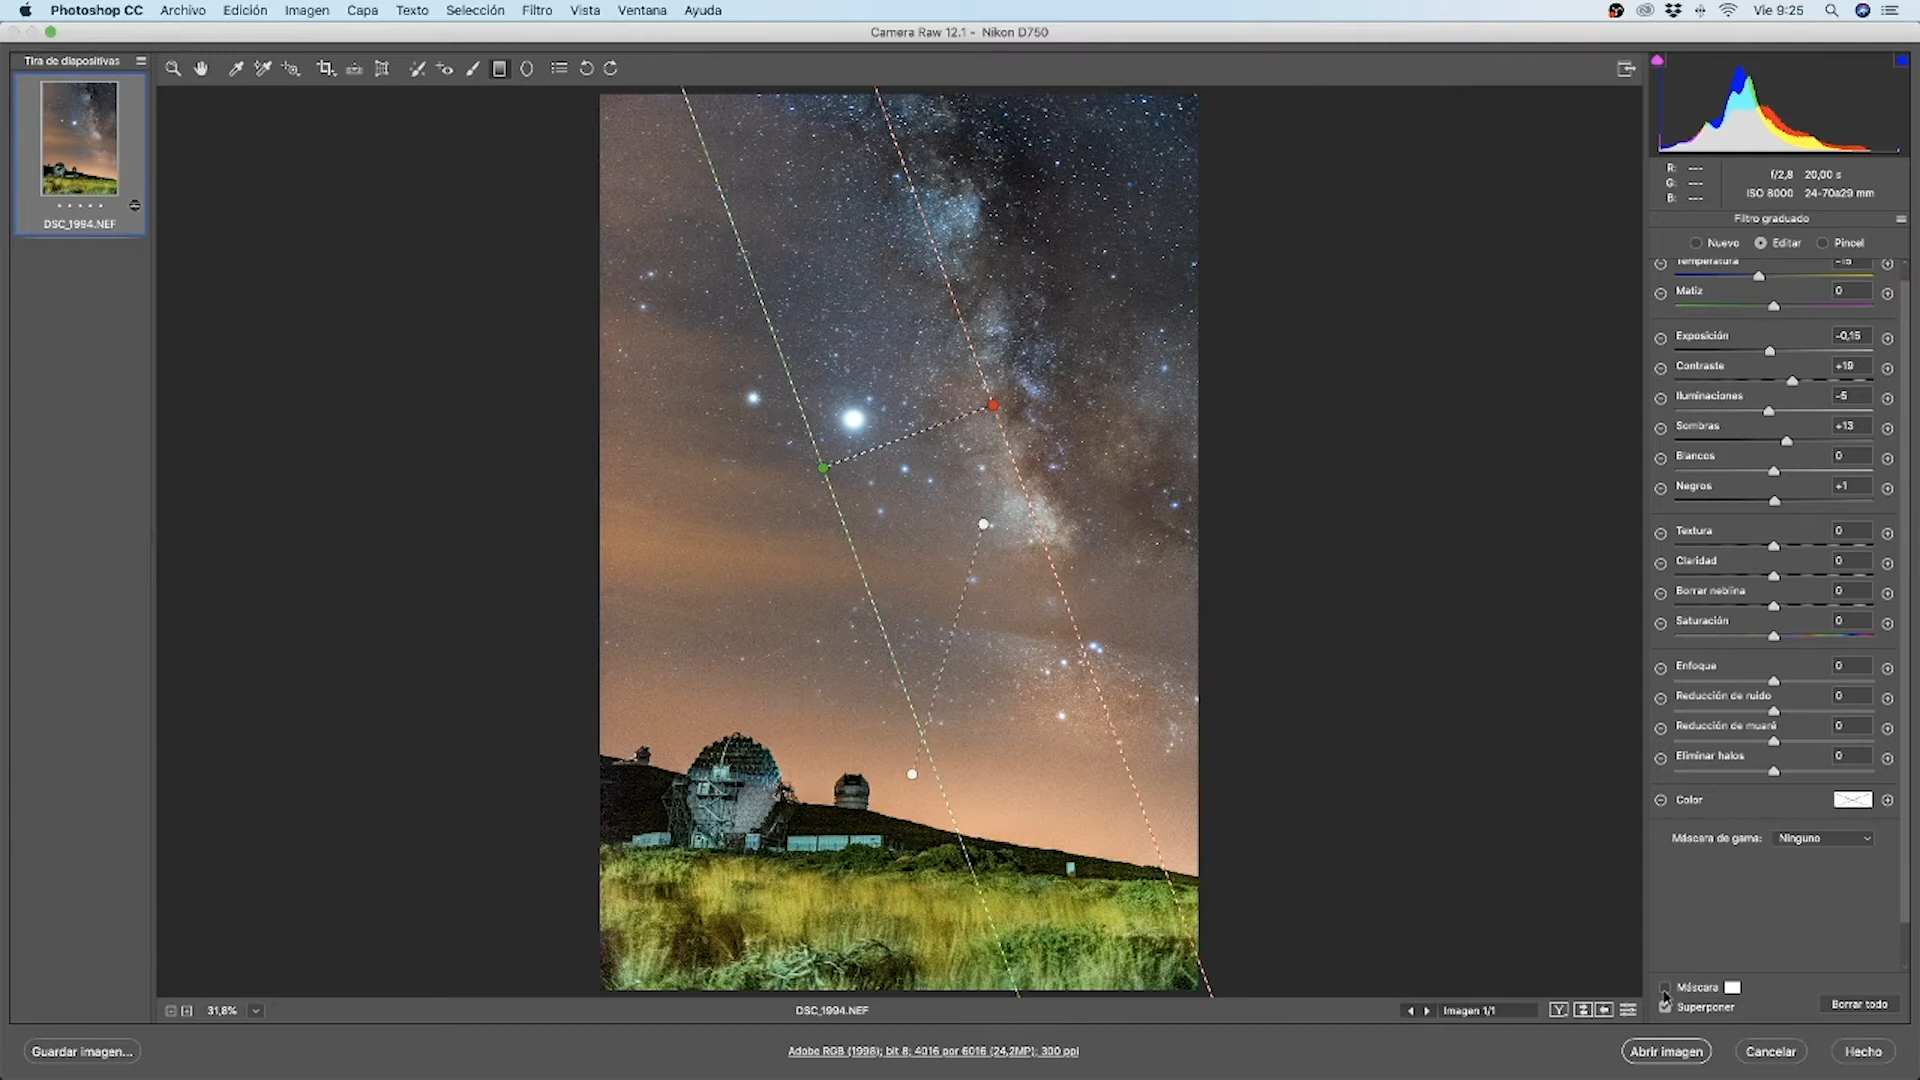 Photoshop CC Archivo Edición Imagen Capa Texto Selección Filtro Vista Ventana Ayuda Vie 9:25
Camera Raw 12.1 - Nikon D750
Tira de diapositivas
DSC_1994.NEF
R: ---
G: ---
B: ---
f/2,8 20,00 s
ISO 8000 24-70a29 mm
Filtro graduado
Nuevo Editar Pincel
Temperatura -15
Matiz 0
Exposición -0,15
Contraste +19
Iluminaciones -5
Sombras +13
Blancos 0
Negros +1
Textura 0
Claridad 0
Borrar neblina 0
Saturación 0
Enfoque 0
Reducción de ruido 0
Reducción de muaré 0
Eliminar halos 0
Color
Máscara de gama: Ninguno
Máscara
Superponer
Borrar todo
31,6% DSC_1994.NEF Imagen 1/1 Y
Guardar imagen... Adobe RGB (1998); bit 8; 4016 por 6016 (24,2MP); 300 ppi Abrir imagen Cancelar Hecho